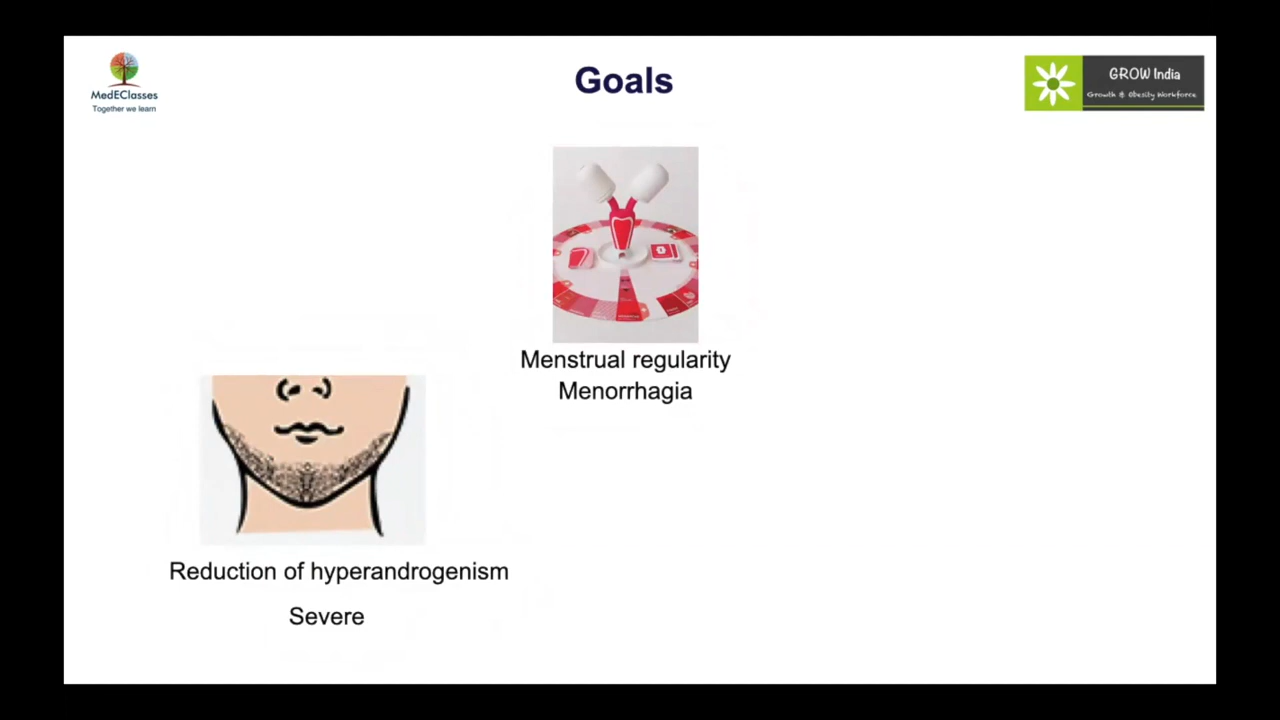 MedEClasses
Together we learn
Goals
GROW India
Growth & Obesity Workforce
Menstrual regularity
Menorrhagia
Reduction of hyperandrogenism
Severe